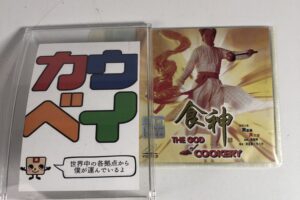 カウ
ベイ
世界中の各拠点から
僕が運んでいるよ
食神
THE GOD
OF
COOKERY